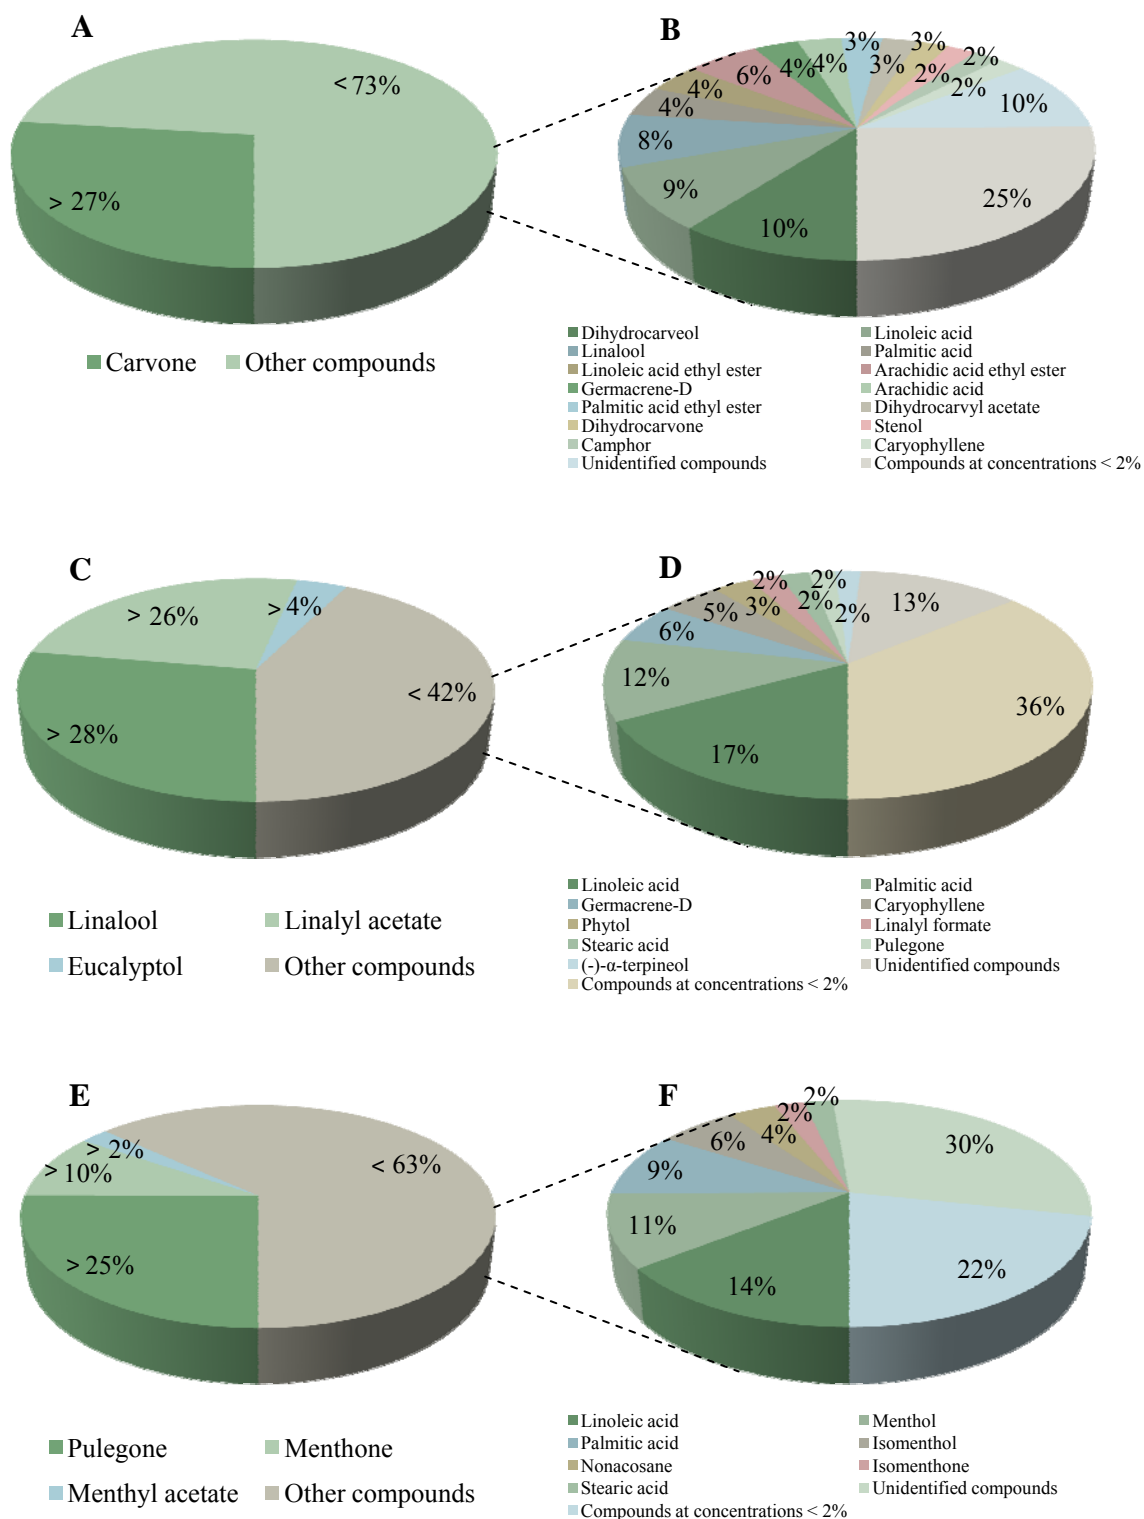 A
< 73%
> 27%
Carvone
Other compounds
B
3%
3%
2%
4%
4%
3%
2%
2%
10%
6%
4%
4%
8%
9%
10%
25%
Dihydrocarveol
Linoleic acid
Linalool
Palmitic acid
Linoleic acid ethyl ester
Arachidic acid ethyl ester
Germacrene-D
Arachidic acid
Palmitic acid ethyl ester
Dihydrocarvyl acetate
Dihydrocarvone
Stenol
Camphor
Caryophyllene
Unidentified compounds
Compounds at concentrations < 2%
C
> 26%
> 4%
< 42%
> 28%
Linalool
Linalyl acetate
Eucalyptol
Other compounds
D
2%
2%
13%
5%
3%
2%
2%
6%
12%
17%
36%
Linoleic acid
Palmitic acid
Germacrene-D
Caryophyllene
Phytol
Linalyl formate
Stearic acid
Pulegone
(-)-α-terpineol
Unidentified compounds
Compounds at concentrations < 2%
E
> 2%
> 10%
< 63%
> 25%
Pulegone
Menthone
Menthyl acetate
Other compounds
F
2%
2%
4%
6%
30%
9%
11%
14%
22%
Linoleic acid
Menthol
Palmitic acid
Isomenthol
Nonacosane
Isomenthone
Stearic acid
Unidentified compounds
Compounds at concentrations < 2%